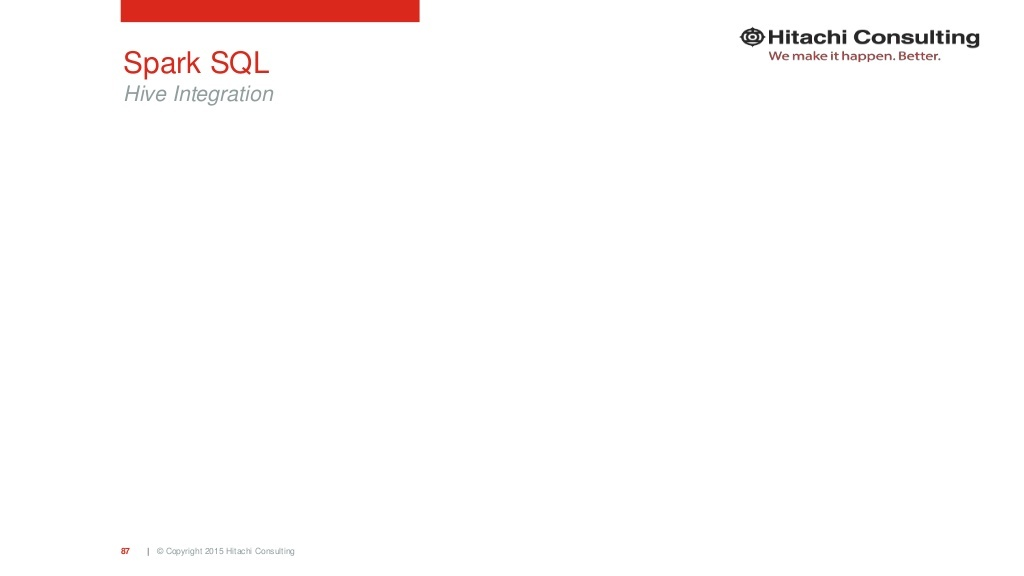 Hitachi Consulting
We make it happen. Better.
Spark SQL
Hive Integration
87 | © Copyright 2015 Hitachi Consulting